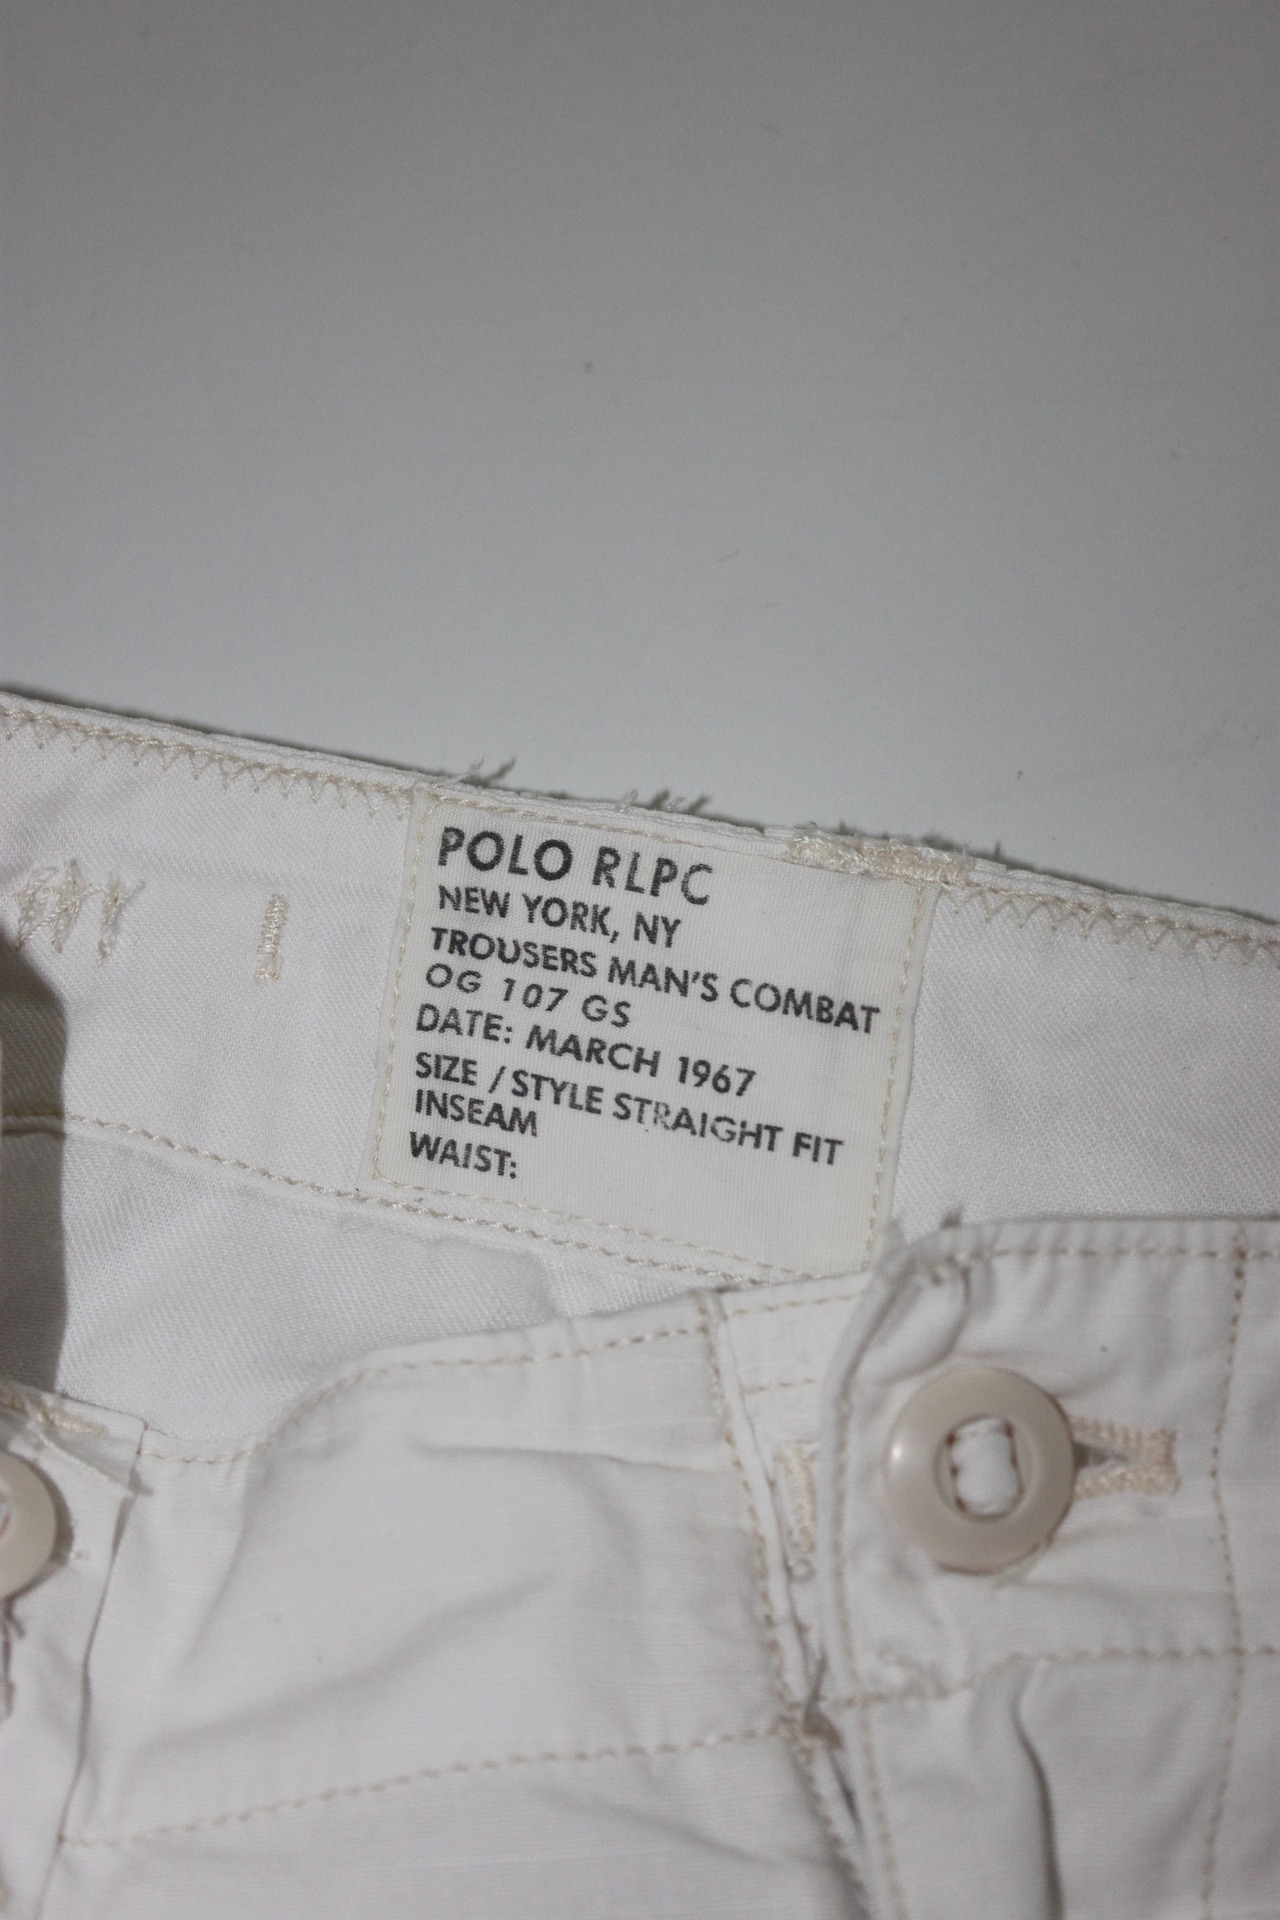 POLO RLPC
NEW YORK, NY
TROUSERS MAN'S COMBAT
OG 107 GS
DATE: MARCH 1967
SIZE / STYLE STRAIGHT FIT
INSEAM
WAIST: